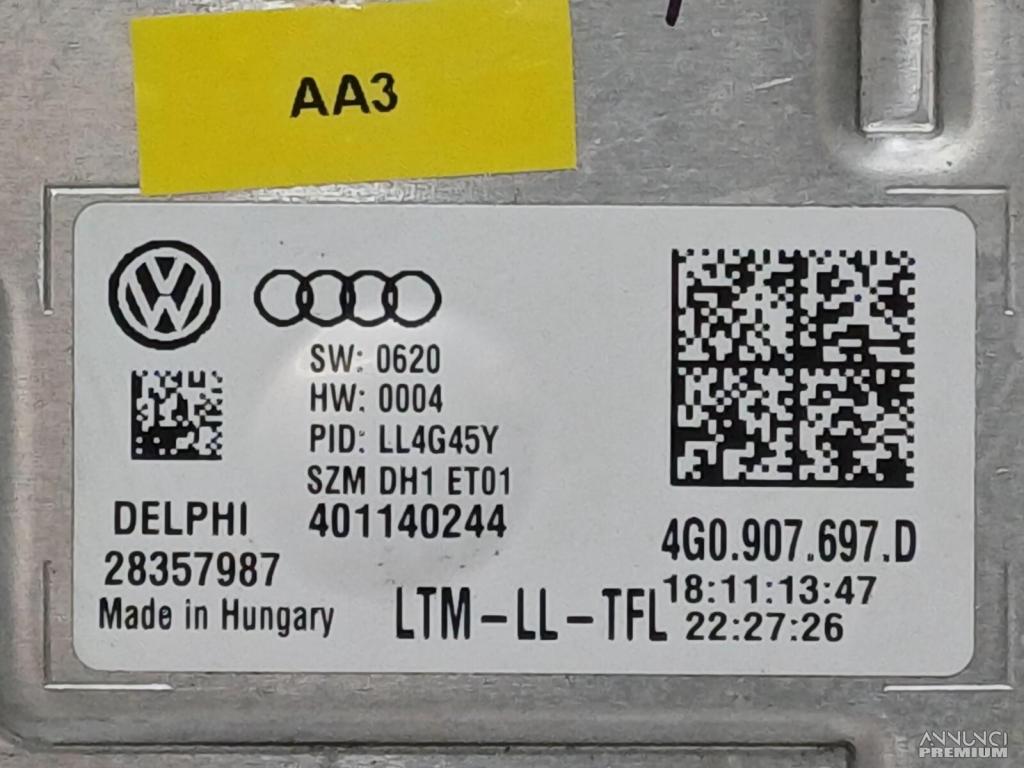 AA3
SW: 0620
HW: 0004
PID: LL4G45Y
SZM DH1 ET01
401140244
DELPHI
28357987
Made in Hungary
LTM-LL-TFL
4G0.907.697.D
18:11:13:47
22:27:26
ANNUNCI
PREMIUM